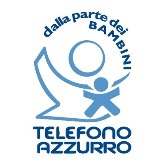 dalla parte dei
BAMBINI
TELEFONO
AZZURRO